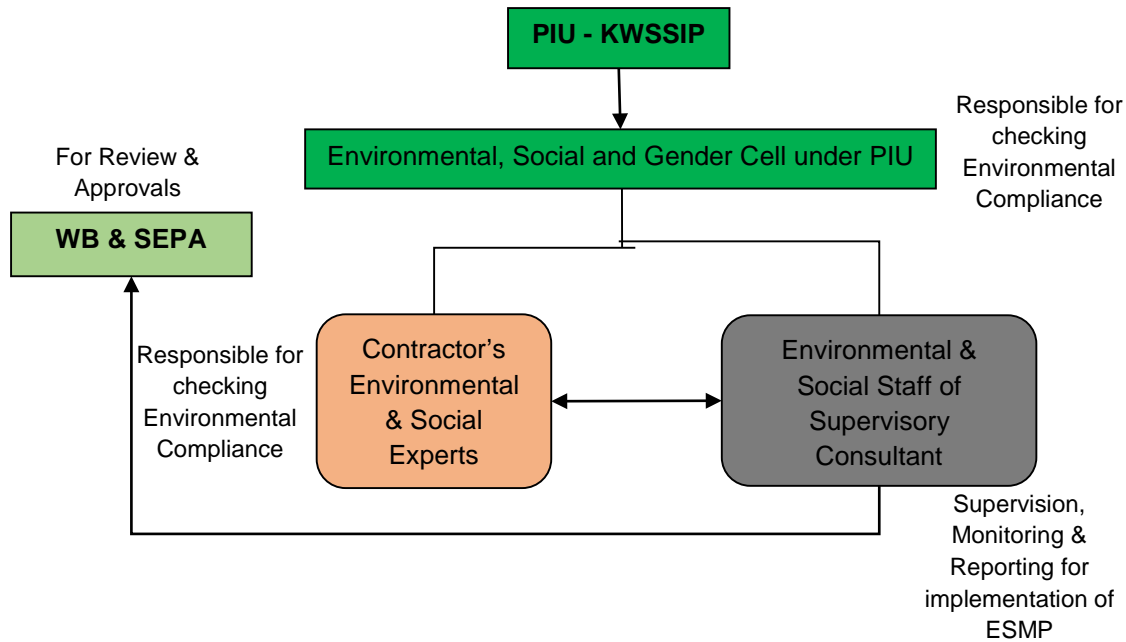 PIU - KWSSIP
Environmental, Social and Gender Cell under PIU
Responsible for
checking
Environmental
Compliance
For Review &
Approvals
WB & SEPA
Responsible for
checking
Environmental
Compliance
Contractor’s
Environmental
& Social
Experts
Environmental &
Social Staff of
Supervisory
Consultant
Supervision,
Monitoring &
Reporting for
implementation of
ESMP